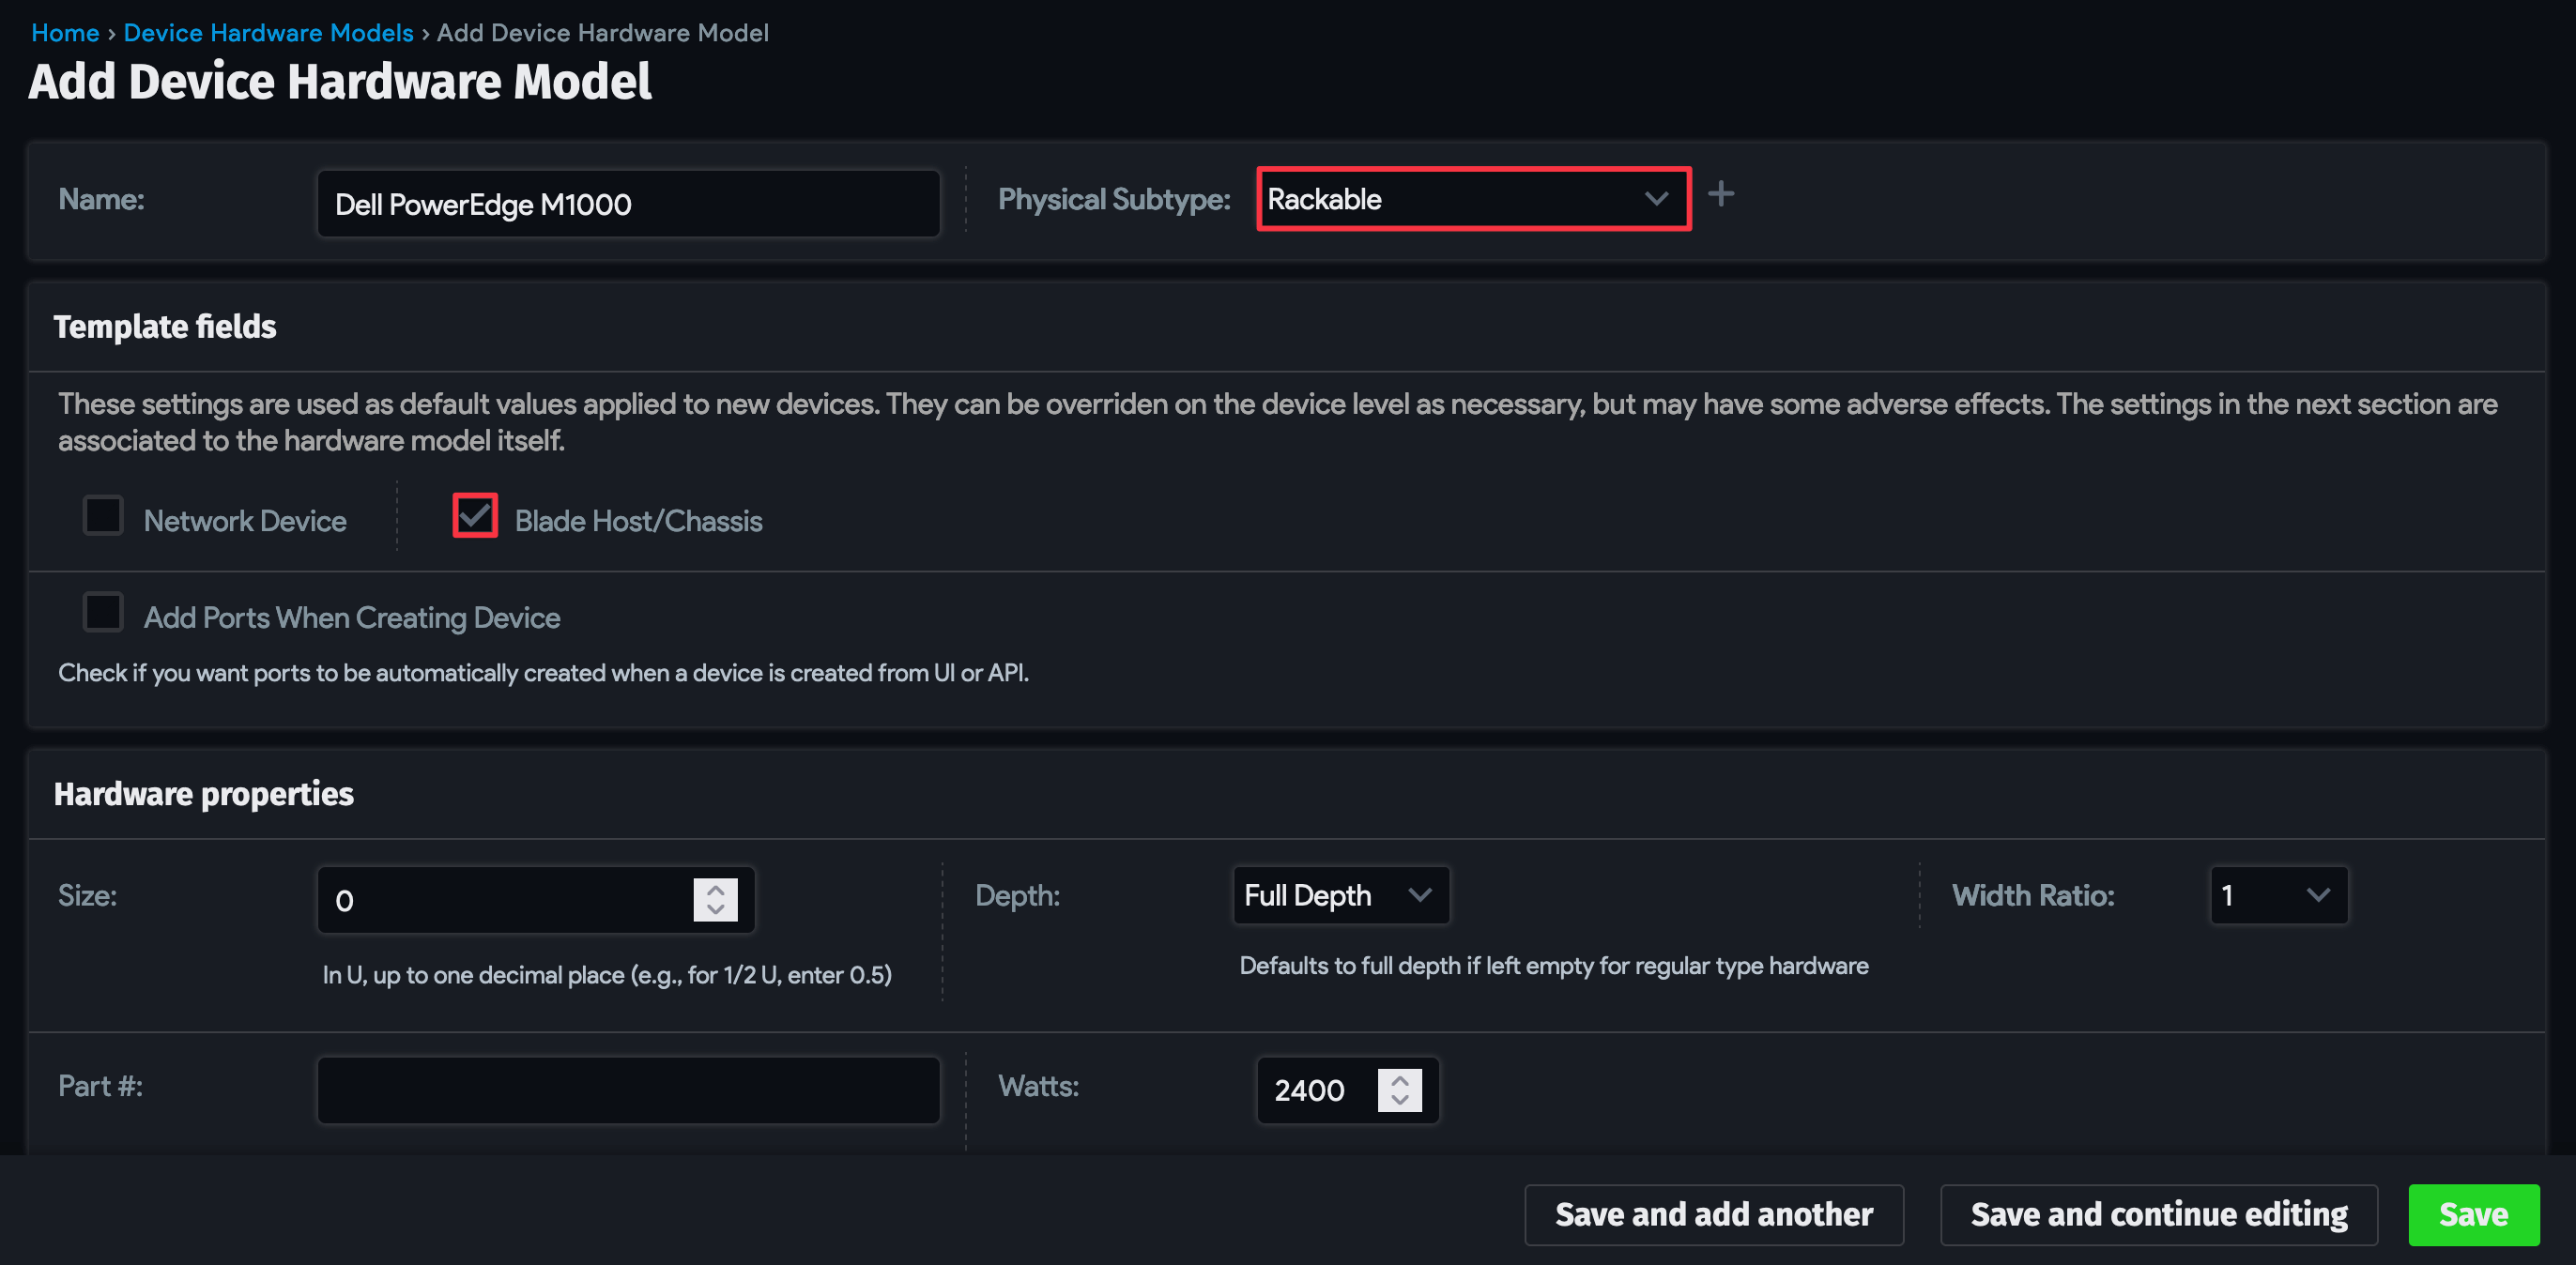 Home › Device Hardware Models › Add Device Hardware Model
Add Device Hardware Model
Name: Dell PowerEdge M1000 Physical Subtype: Rackable
Template fields
These settings are used as default values applied to new devices. They can be overriden on the device level as necessary, but may have some adverse effects. The settings in the next section are
associated to the hardware model itself.
Network Device Blade Host/Chassis
Add Ports When Creating Device
Check if you want ports to be automatically created when a device is created from UI or API.
Hardware properties
Size: 0 Depth: Full Depth Width Ratio: 1
In U, up to one decimal place (e.g., for 1/2 U, enter 0.5) Defaults to full depth if left empty for regular type hardware
Part #: Watts: 2400
Save and add another Save and continue editing Save